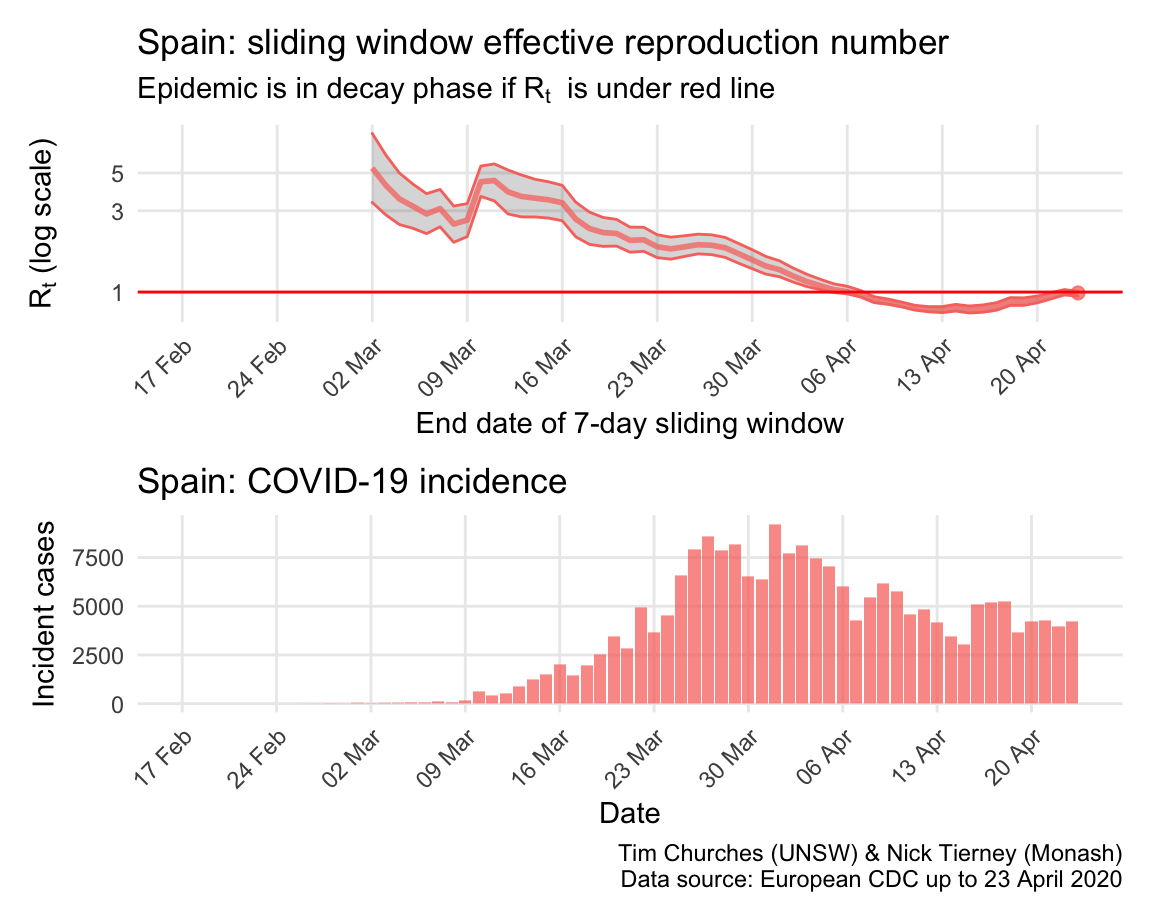 Spain: sliding window effective reproduction number
Epidemic is in decay phase if Rt is under red line
Rt (log scale)
5
3
1
17 Feb
24 Feb
02 Mar
09 Mar
16 Mar
23 Mar
30 Mar
06 Apr
13 Apr
20 Apr
End date of 7-day sliding window
Spain: COVID-19 incidence
Incident cases
7500
5000
2500
0
17 Feb
24 Feb
02 Mar
09 Mar
16 Mar
23 Mar
30 Mar
06 Apr
13 Apr
20 Apr
Date
Tim Churches (UNSW) & Nick Tierney (Monash)
Data source: European CDC up to 23 April 2020